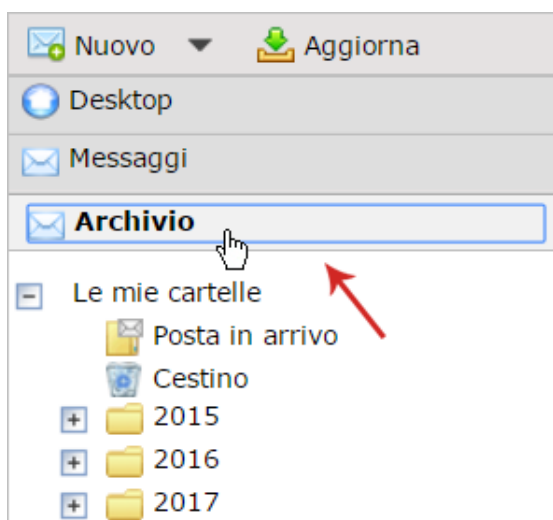 Nuovo Aggiorna
Desktop
Messaggi
Archivio
Le mie cartelle
Posta in arrivo
Cestino
2015
2016
2017